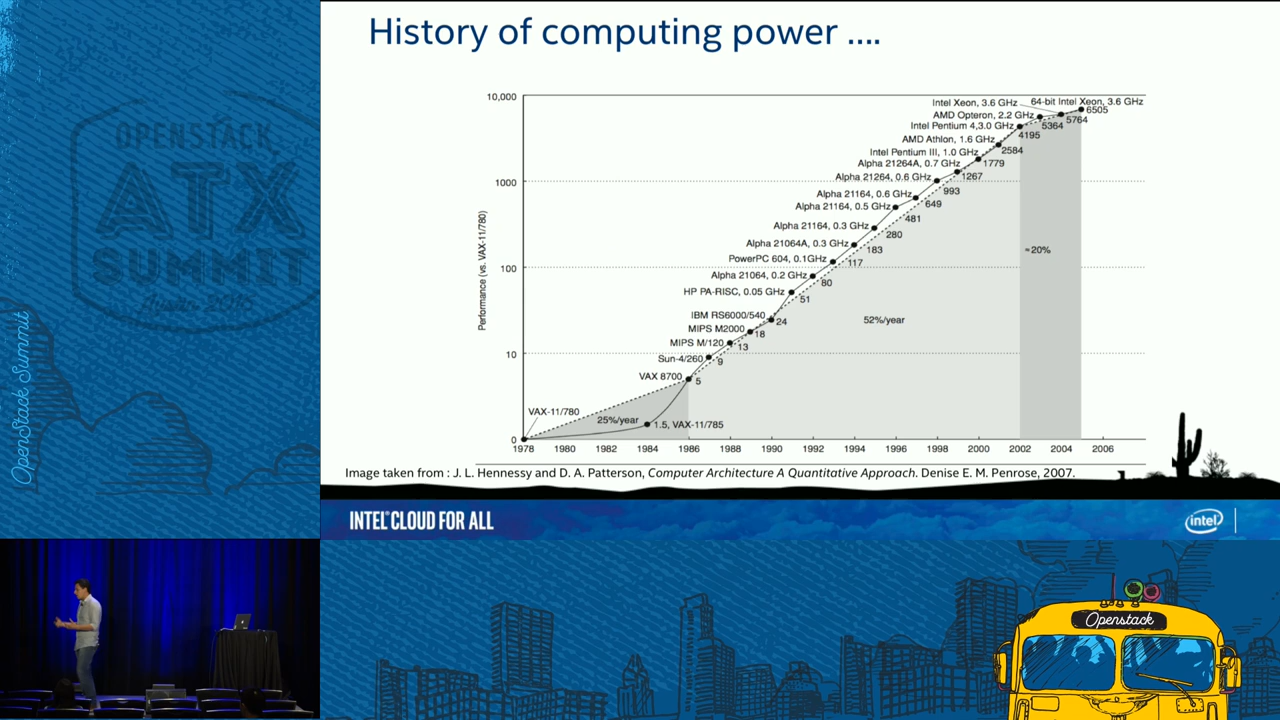 History of computing power ....
10,000
1000
100
10
0
Performance (vs. VAX-11/780)
Intel Xeon, 3.6 GHz
64-bit Intel Xeon, 3.6 GHz
6505
AMD Opteron, 2.2 GHz
5764
Intel Pentium 4,3.0 GHz
5364
4195
AMD Athlon, 1.6 GHz
2584
Intel Pentium III, 1.0 GHz
1779
Alpha 21264A, 0.7 GHz
1267
Alpha 21264, 0.6 GHz
993
Alpha 21164, 0.6 GHz
649
Alpha 21164, 0.5 GHz
481
Alpha 21164, 0.3 GHz
280
Alpha 21064A, 0.3 GHz
183
PowerPC 604, 0.1GHz
117
Alpha 21064, 0.2 GHz
80
HP PA-RISC, 0.05 GHz
51
IBM RS6000/540
24
MIPS M2000
18
MIPS M/120
13
Sun-4/260
9
VAX 8700
5
VAX-11/780
25%/year
1.5, VAX-11/785
52%/year
≈20%
1978 1980 1982 1984 1986 1988 1990 1992 1994 1996 1998 2000 2002 2004 2006
Image taken from : J. L. Hennessy and D. A. Patterson, Computer Architecture A Quantitative Approach. Denise E. M. Penrose, 2007.
INTEL® CLOUD FOR ALL
intel
OPENSTACK
ATX
SUMMIT
OpenStack Summit
Openstack